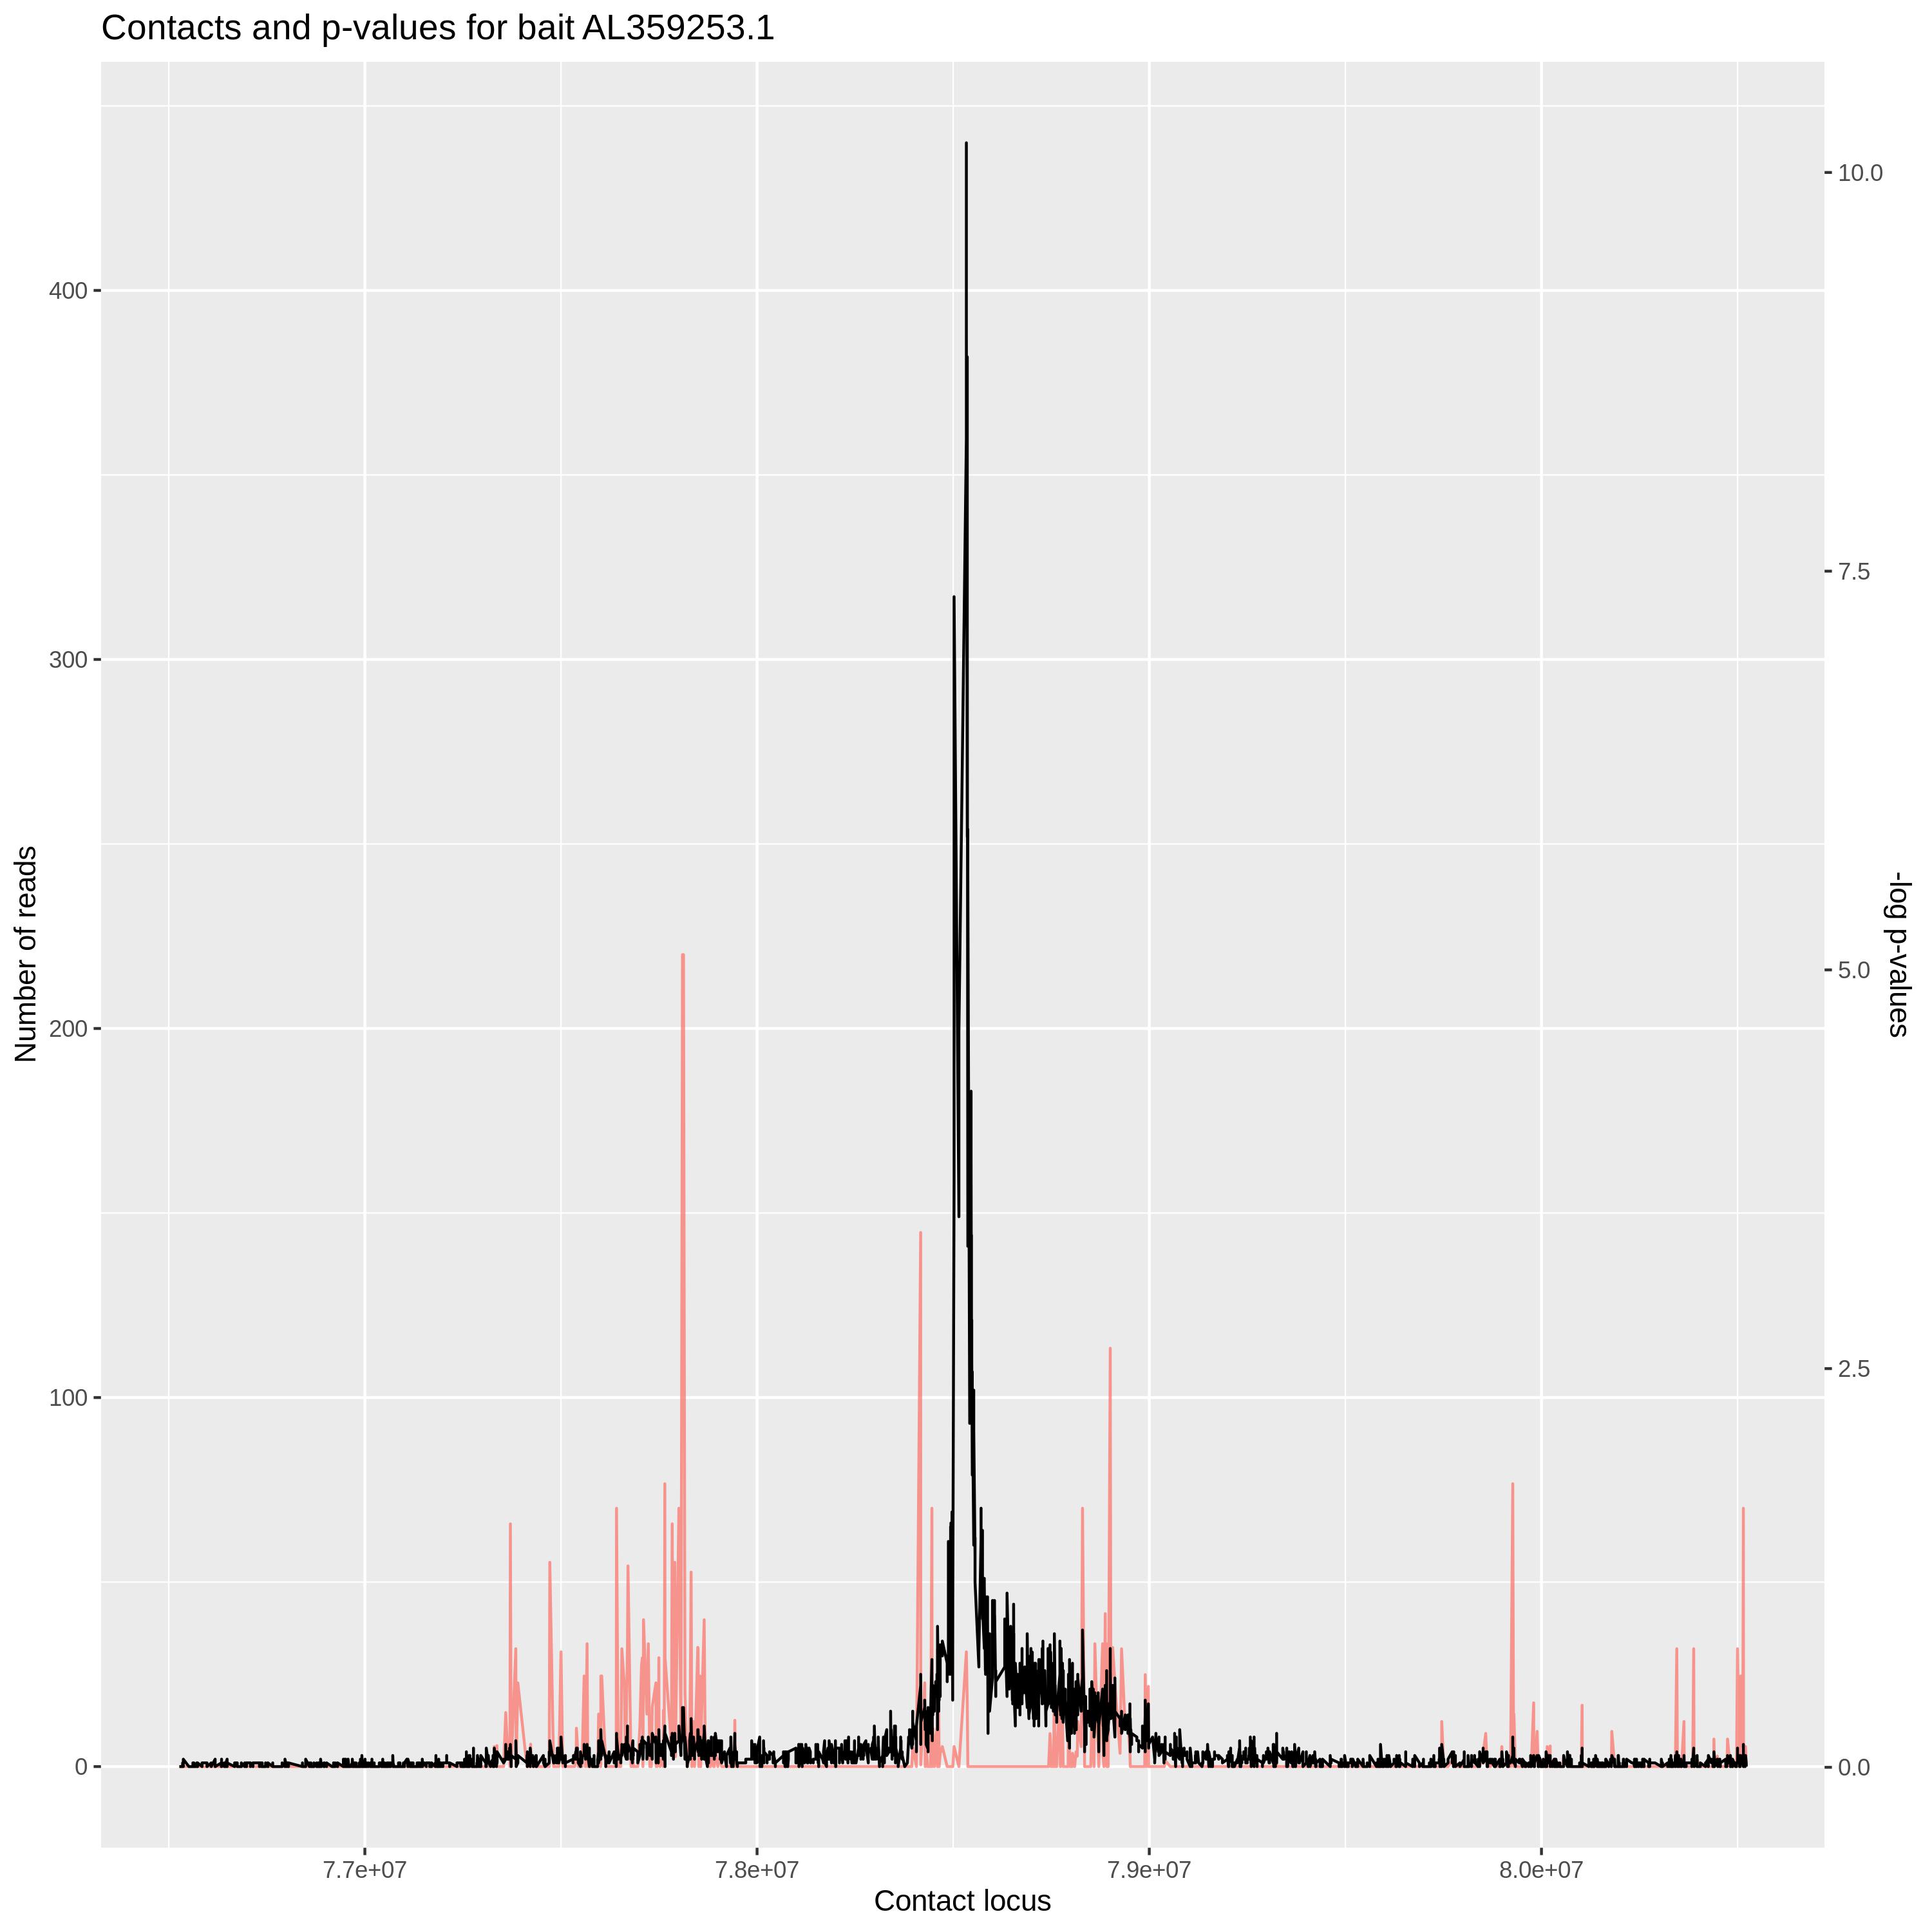 Contacts and p-values for bait AL359253.1
Number of reads
400
300
200
100
0
10.0
7.5
5.0
2.5
0.0
-log p-values
7.7e+07
7.8e+07
7.9e+07
8.0e+07
Contact locus